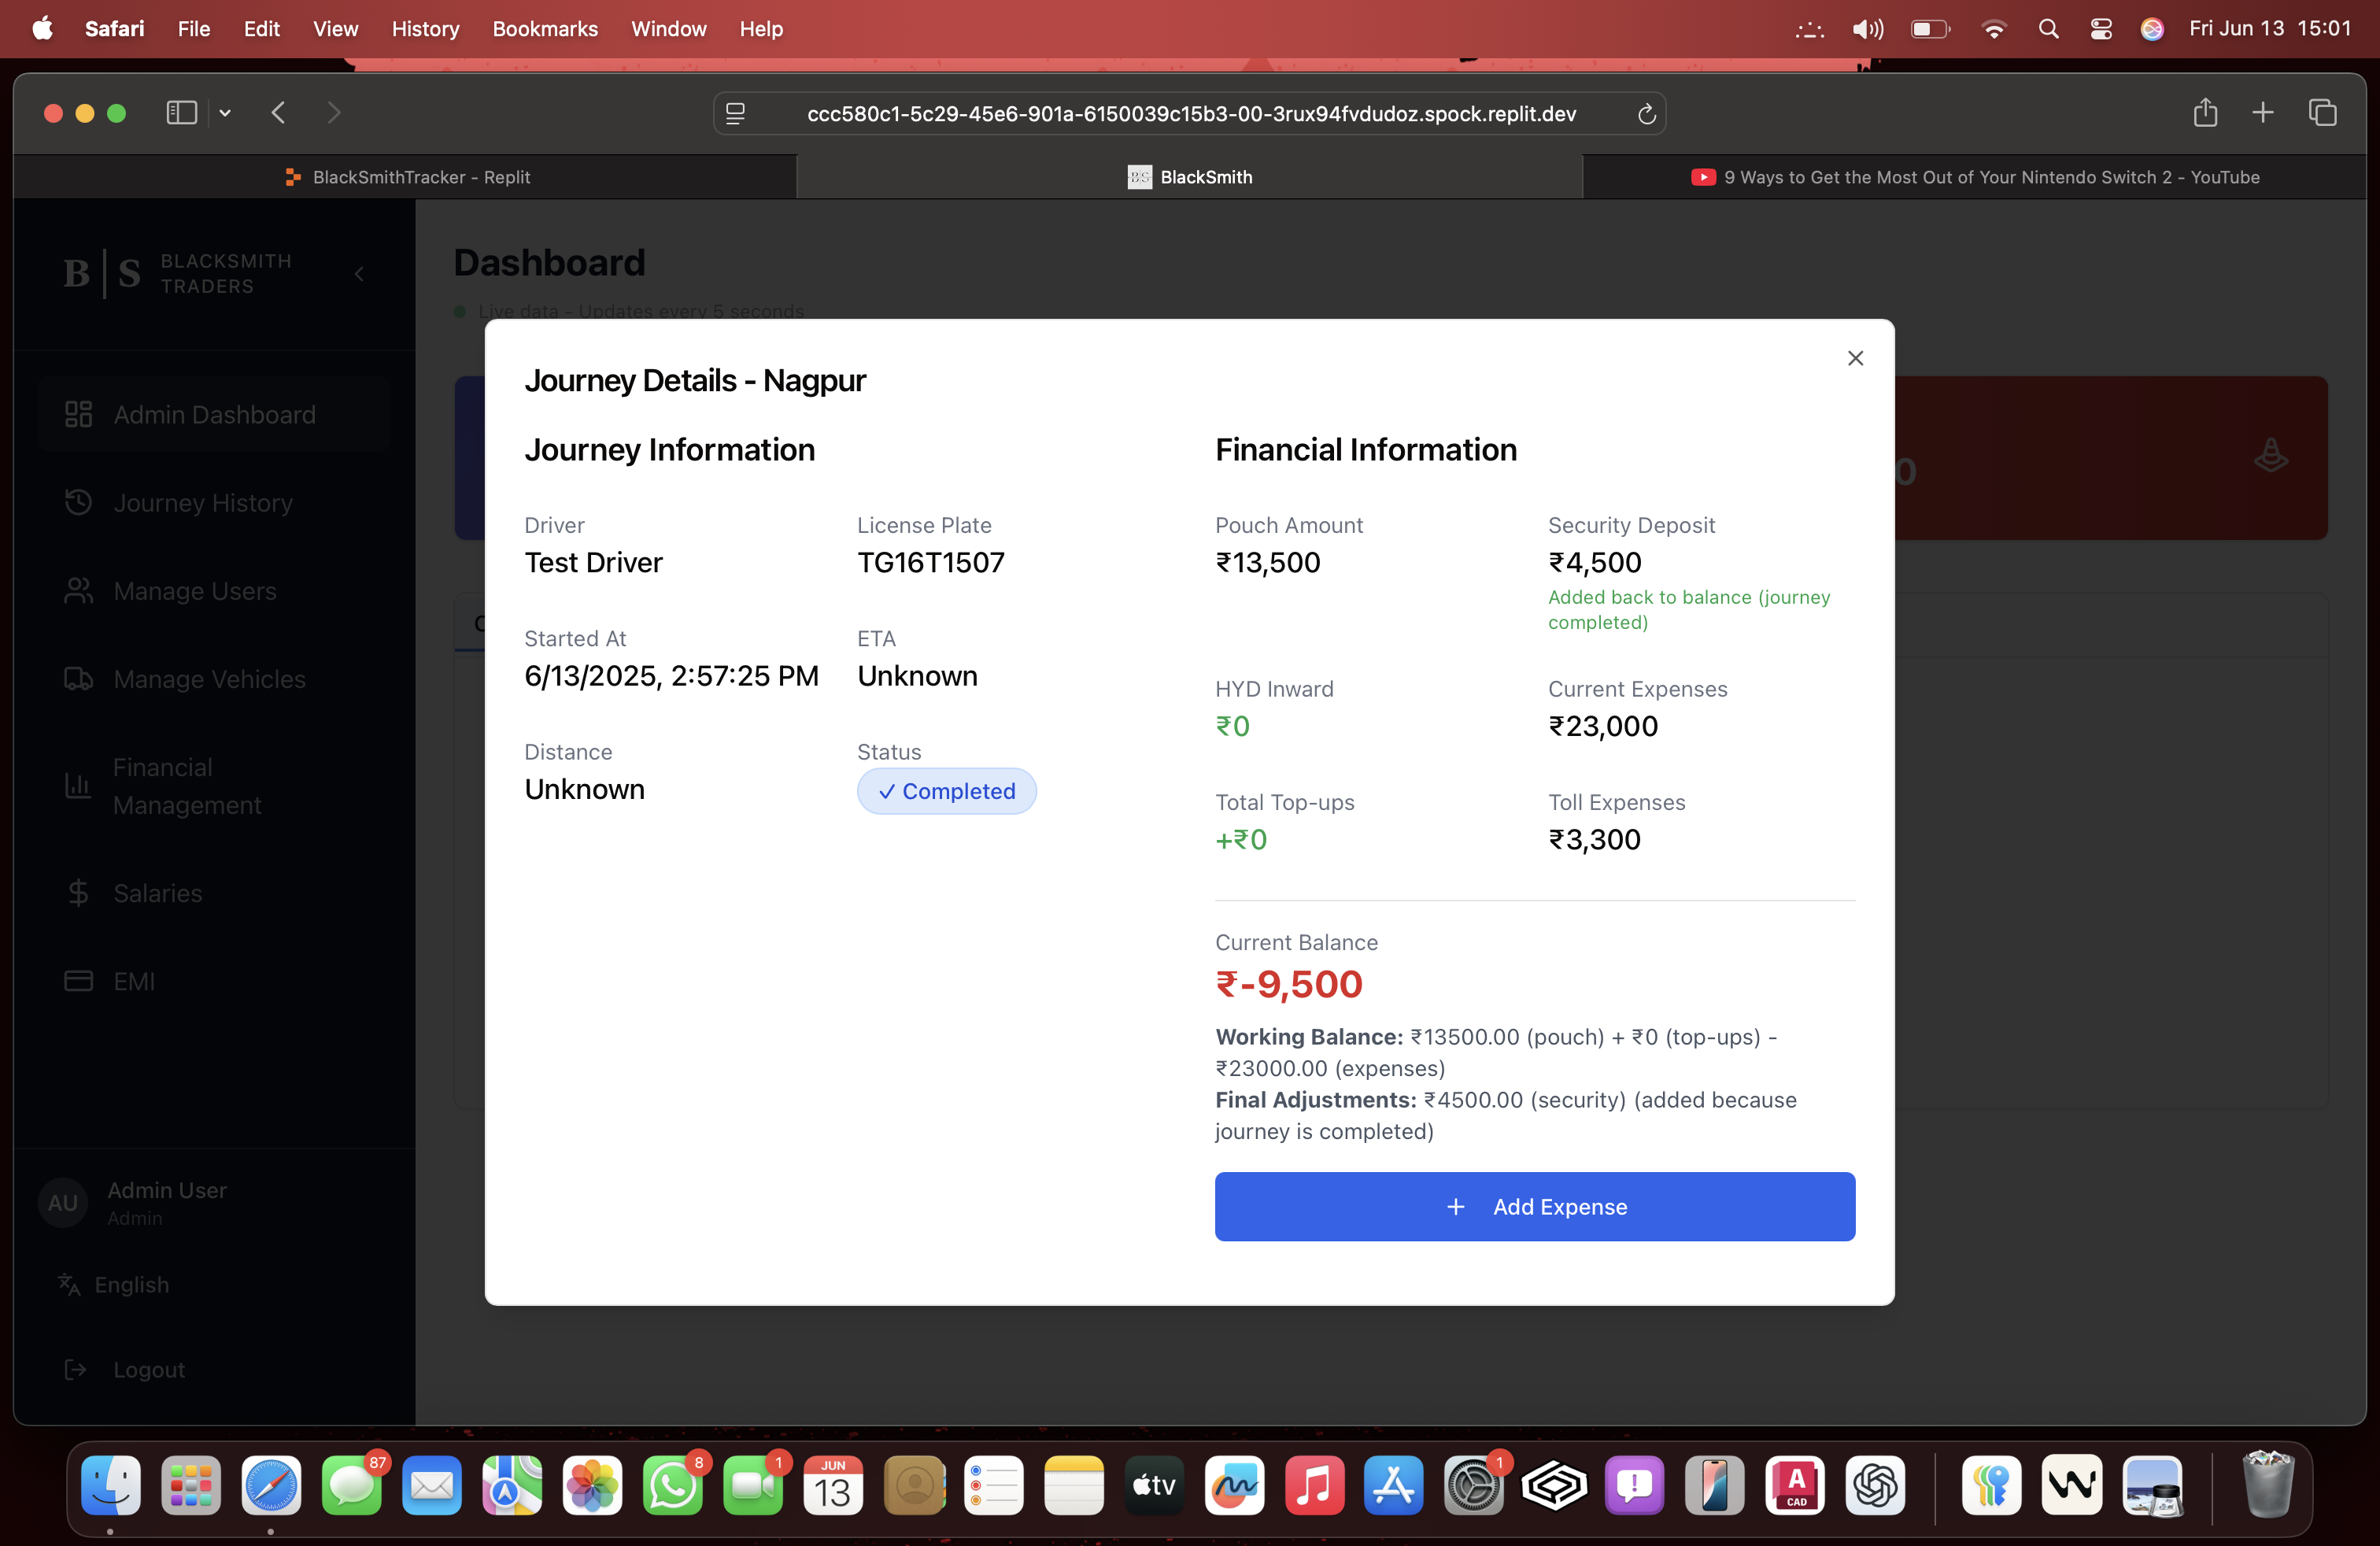 Safari File Edit View History Bookmarks Window Help Fri Jun 13 15:01
ccc580c1-5c29-45e6-901a-6150039c15b3-00-3rux94fvdudoz.spock.replit.dev
BlackSmithTracker - Replit
BS BlackSmith
9 Ways to Get the Most Out of Your Nintendo Switch 2 - YouTube
B|S BLACKSMITH
TRADERS
Admin Dashboard
Journey History
Manage Users
Manage Vehicles
Financial
Management
Salaries
EMI
AU Admin User
Admin
English
Logout
Dashboard
Live data - Updates every 5 seconds
0
Journey Details - Nagpur
Journey Information
Driver License Plate
Test Driver TG16T1507
Started At ETA
6/13/2025, 2:57:25 PM Unknown
Distance Status
Unknown ✓ Completed
Financial Information
Pouch Amount Security Deposit
₹13,500 ₹4,500
Added back to balance (journey
completed)
HYD Inward Current Expenses
₹0 ₹23,000
Total Top-ups Toll Expenses
+₹0 ₹3,300
Current Balance
₹-9,500
Working Balance: ₹13500.00 (pouch) + ₹0 (top-ups) -
₹23000.00 (expenses)
Final Adjustments: ₹4500.00 (security) (added because
journey is completed)
+ Add Expense
87
8
1
JUN
13
tv
1
A
CAD